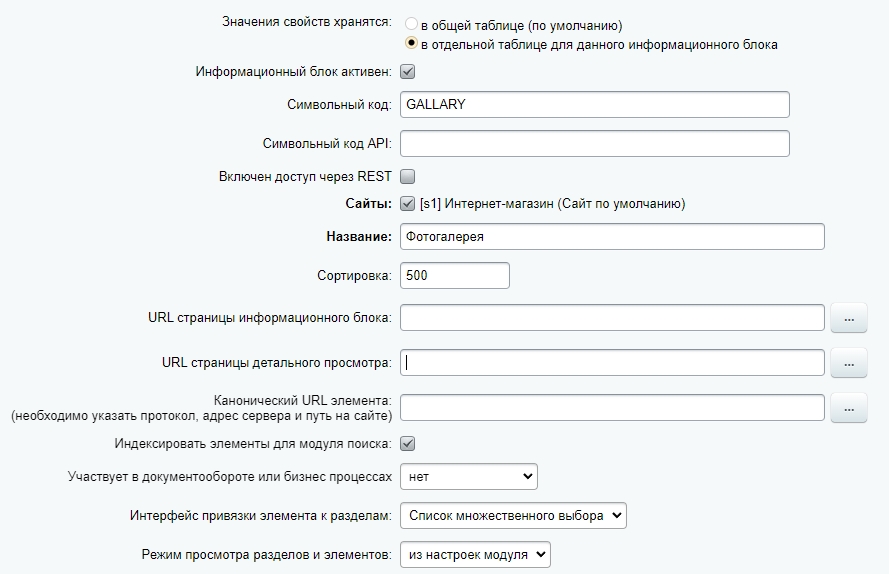 Значения свойств хранятся: в общей таблице (по умолчанию)
в отдельной таблице для данного информационного блока
Информационный блок активен:
Символьный код: GALLARY
Символьный код API:
Включен доступ через REST
Сайты: [s1] Интернет-магазин (Сайт по умолчанию)
Название: Фотогалерея
Сортировка: 500
URL страницы информационного блока: ...
URL страницы детального просмотра: ...
Канонический URL элемента:
(необходимо указать протокол, адрес сервера и путь на сайте) ...
Индексировать элементы для модуля поиска:
Участвует в документообороте или бизнес процессах нет
Интерфейс привязки элемента к разделам: Список множественного выбора
Режим просмотра разделов и элементов: из настроек модуля